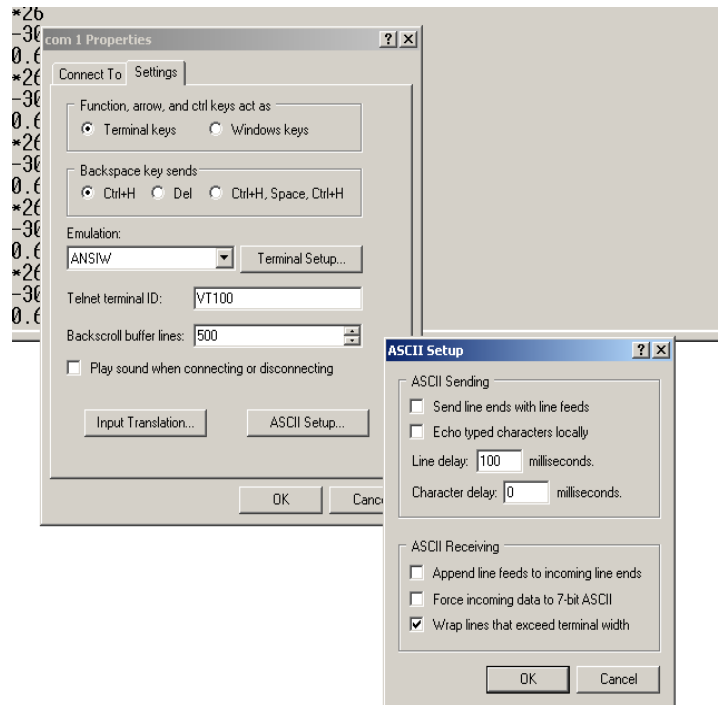 *26
-30
0.6
*26
-30
0.6
*26
-30
0.6
*26
-30
0.6
*26
-30
0.6
com 1 Properties
Connect To Settings
Function, arrow, and ctrl keys act as
Terminal keys Windows keys
Backspace key sends
Ctrl+H Del Ctrl+H, Space, Ctrl+H
Emulation:
ANSIW Terminal Setup...
Telnet terminal ID: VT100
Backscroll buffer lines: 500
Play sound when connecting or disconnecting
Input Translation... ASCII Setup...
OK
ASCII Setup
ASCII Sending
Send line ends with line feeds
Echo typed characters locally
Line delay: 100 milliseconds.
Character delay: 0 milliseconds.
ASCII Receiving
Append line feeds to incoming line ends
Force incoming data to 7-bit ASCII
Wrap lines that exceed terminal width
OK Cancel